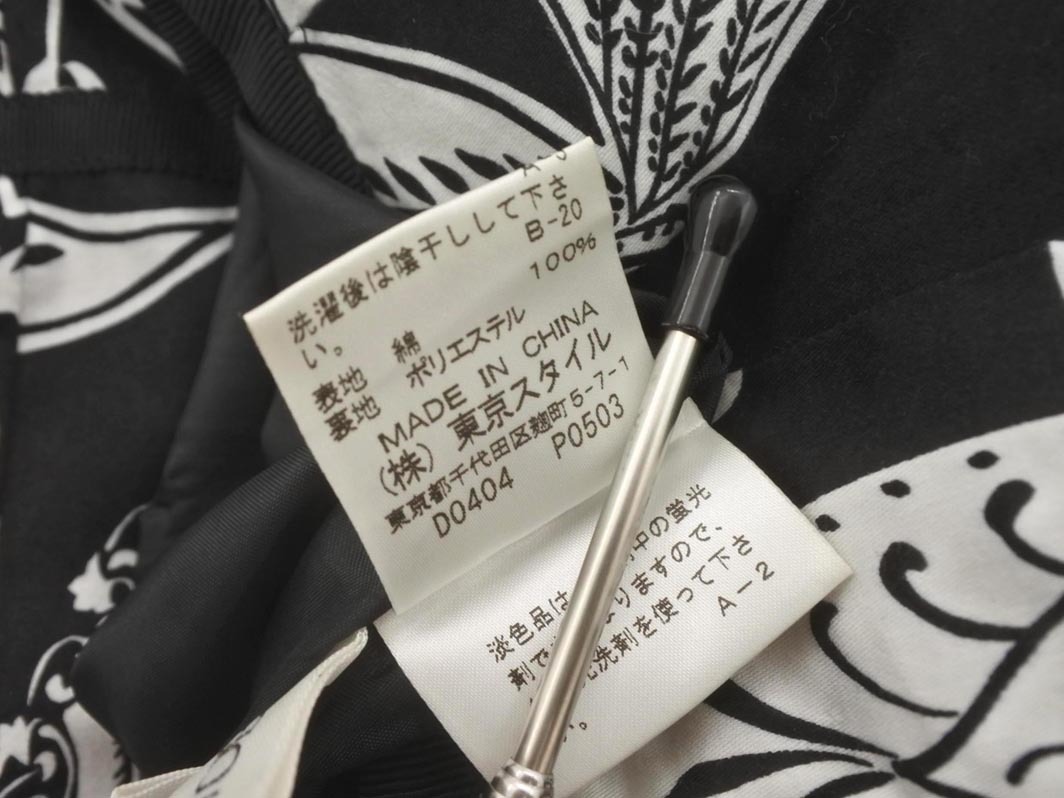 洗濯後は陰干しして下さ
い。 B-20
表地 綿 100%
裏地 ポリエステル
MADE IN CHINA
(株) 東京スタイル
東京都千代田区麹町5-7-1
D0404 P0503
淡色品は 中の蛍光
剤で りますので、
洗剤を使って下さ
い。 A-2